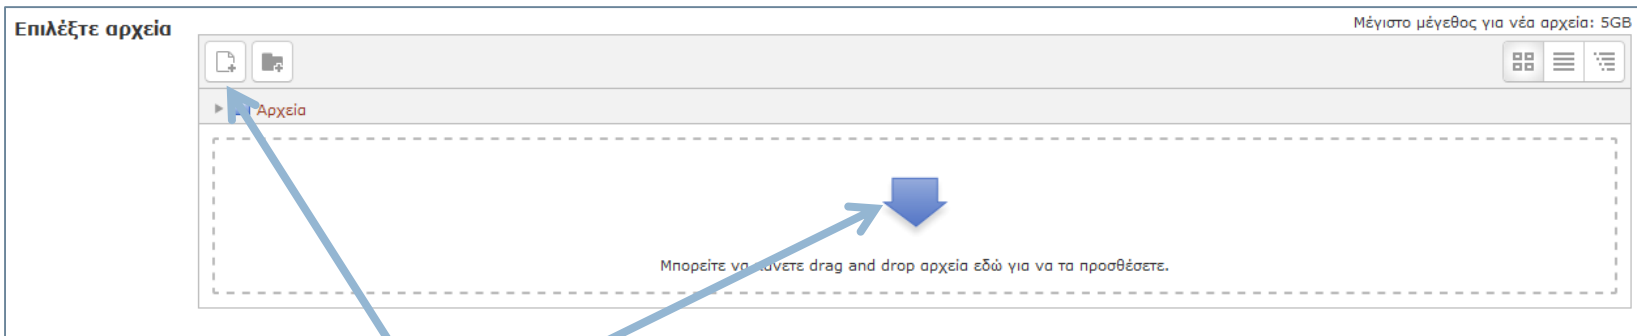 Επιλέξτε αρχεία
Μέγιστο μέγεθος για νέα αρχεία: 5GB
Αρχεία
Μπορείτε να κάνετε drag and drop αρχεία εδώ για να τα προσθέσετε.